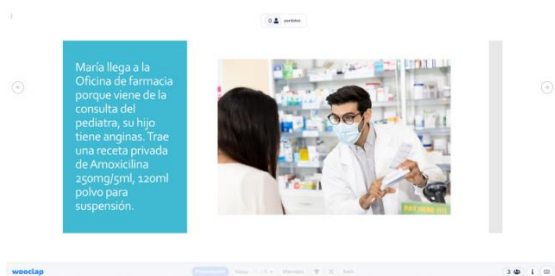 María llega a la
Oficina de farmacia
porque viene de la
consulta del
pediatra, su hijo
tiene anginas. Trae
una receta privada
de Amoxicilina
250mg/5ml, 120ml
polvo para
suspensión.
wooclap